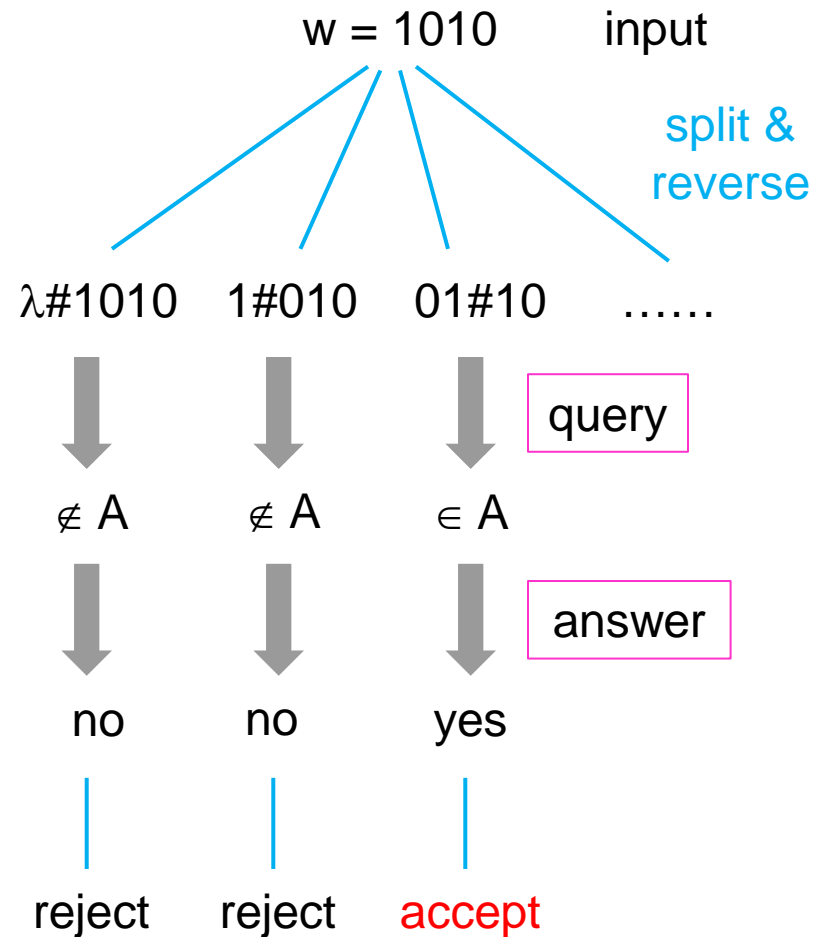 w = 1010 input
split &
reverse
λ#1010 1#010 01#10 ……
query
∉ A ∉ A ∈ A
answer
no no yes
reject reject accept